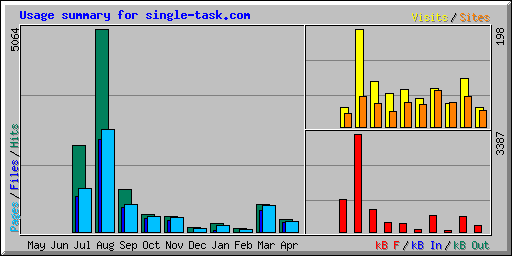 Usage summary for single-task.com
Visits/Sites
5064
198
Pages/Files/Hits
3387
May Jun Jul Aug Sep Oct Nov Dec Jan Feb Mar Apr
kB F/kB In/kB Out